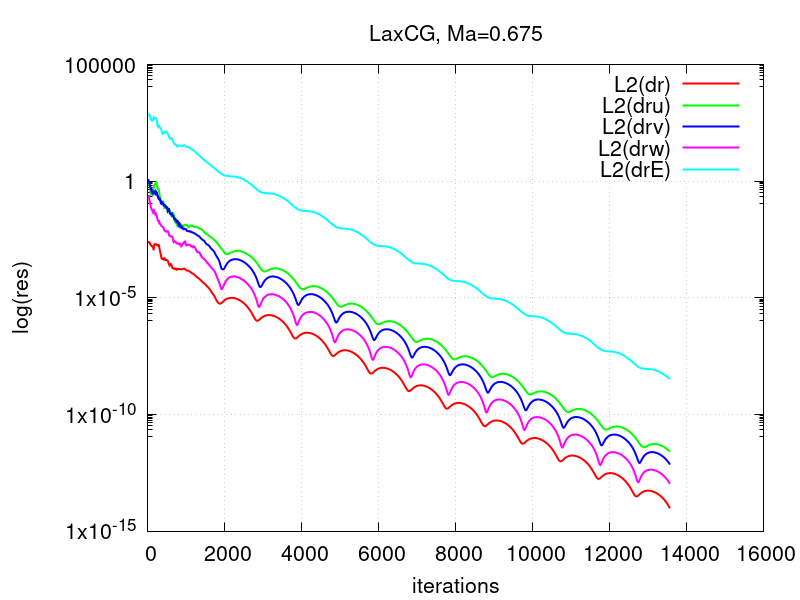 LaxCG, Ma=0.675
100000
1
1x10-5
1x10-10
1x10-15
log(res)
L2(dr)
L2(dru)
L2(drv)
L2(drw)
L2(drE)
0 2000 4000 6000 8000 10000 12000 14000 16000
iterations